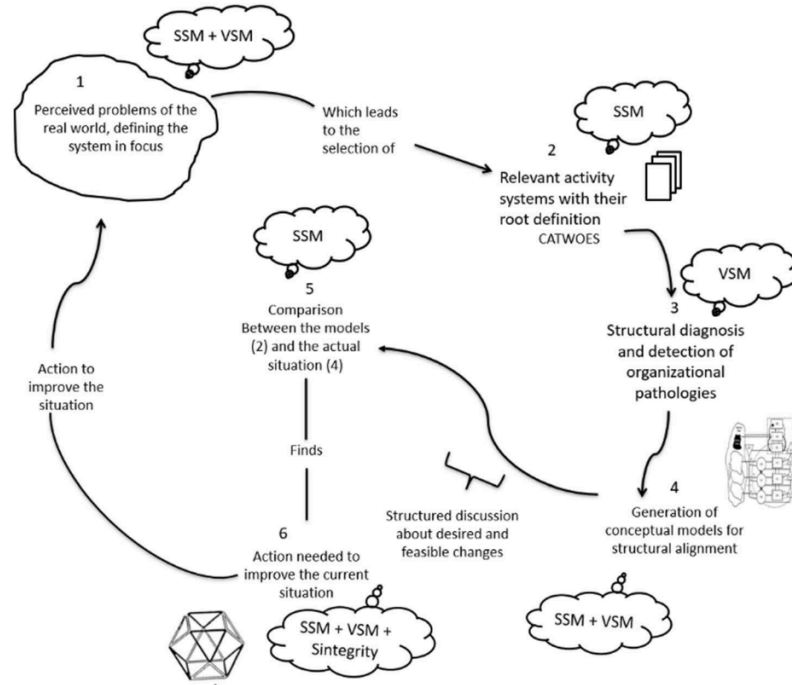 SSM + VSM
1
Perceived problems of the
real world, defining the
system in focus
Which leads
to the
selection of
SSM
2
Relevant activity
systems with their
root definition
CATWOES
VSM
3
Structural diagnosis
and detection of
organizational
pathologies
4
Generation of
conceptual models for
structural alignment
SSM + VSM
Structured discussion
about desired and
feasible changes
SSM
5
Comparison
Between the models
(2) and the actual
situation (4)
Finds
6
Action needed to
improve the current
situation
SSM + VSM +
Sintegrity
Action to
improve the
situation